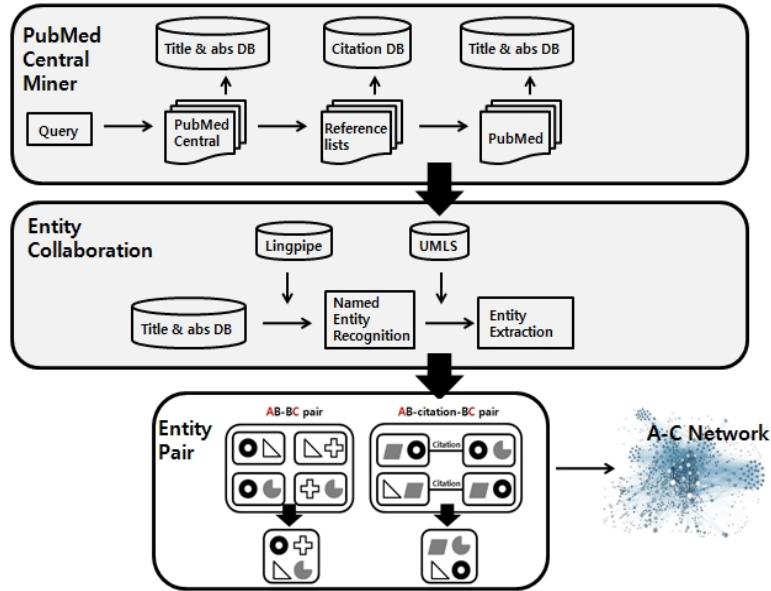 PubMed
Central
Miner
Title & abs DB
Citation DB
Title & abs DB
Query
PubMed
Central
Reference
lists
PubMed
Entity
Collaboration
Lingpipe
UMLS
Title & abs DB
Named
Entity
Recognition
Entity
Extraction
Entity
Pair
AB-BC pair
AB-citation-BC pair
Citation
Citation
A-C Network